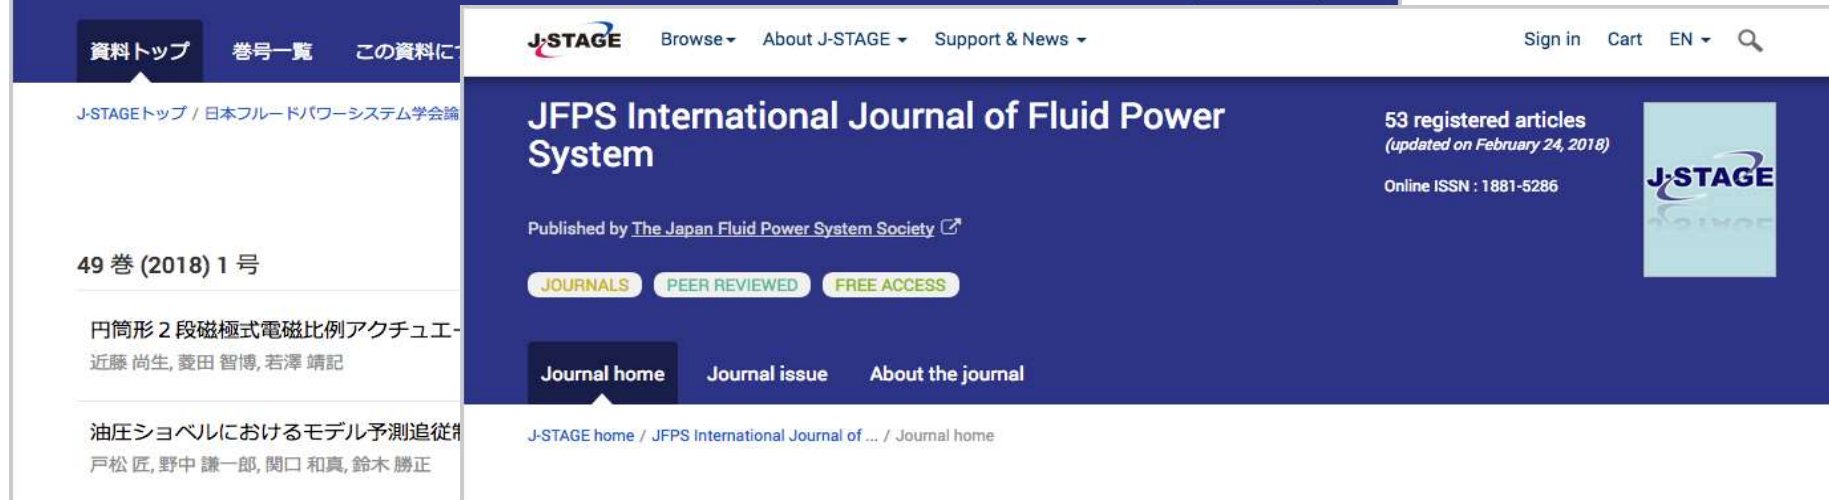 資料トップ 巻号一覧 この資料に
J-STAGEトップ / 日本フルードパワーシステム学会論
49 巻 (2018) 1 号
円筒形２段磁極式電磁比例アクチュエー
近藤 尚生, 菱田 智博, 若澤 靖記
油圧ショベルにおけるモデル予測追従制
戸松 匠, 野中 謙一郎, 関口 和真, 鈴木 勝正
J-STAGE Browse About J-STAGE Support & News Sign in Cart EN
JFPS International Journal of Fluid Power
System
53 registered articles
(updated on February 24, 2018)
Online ISSN : 1881-5286
J-STAGE
Published by The Japan Fluid Power System Society
JOURNALS PEER REVIEWED FREE ACCESS
Journal home Journal issue About the journal
J-STAGE home / JFPS International Journal of ... / Journal home